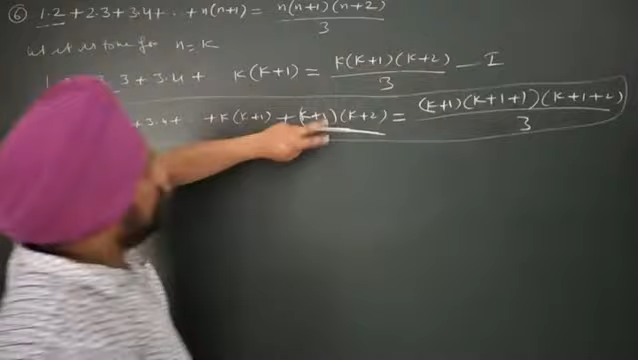 ⑥ 1.2 + 2.3 + 3.4 + .. + n(n+1) = n(n+1)(n+2) / 3
Let it is true for n = k
1. 3 + 3.4 + k(k+1) = k(k+1)(k+2) / 3 — I
+ 3.4 + .. + k(k+1) + (k+1)(k+2) = (k+1)(k+1+1)(k+1+2) / 3